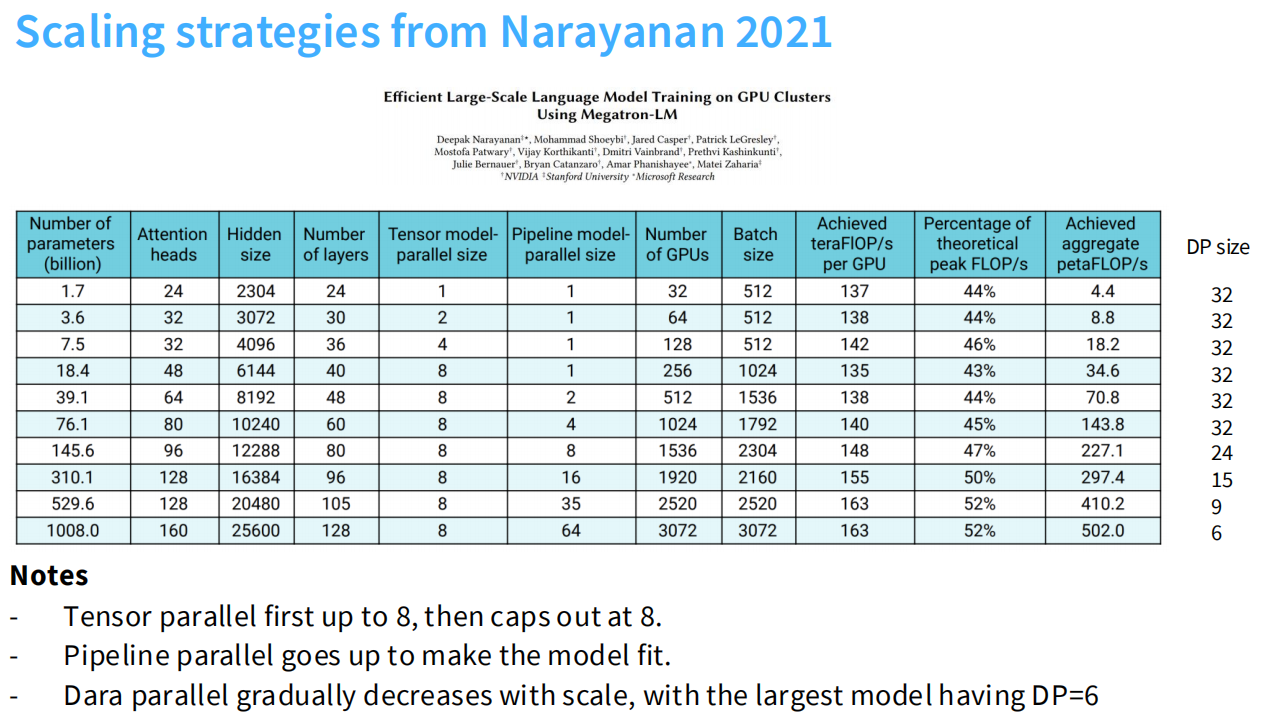 Scaling strategies from Narayanan 2021
Efficient Large-Scale Language Model Training on GPU Clusters
Using Megatron-LM
Deepak Narayanan‡★, Mohammad Shoeybi†, Jared Casper†, Patrick LeGresley†,
Mostofa Patwary†, Vijay Korthikanti†, Dmitri Vainbrand†, Prethvi Kashinkunti†,
Julie Bernauer†, Bryan Catanzaro†, Amar Phanishayee*, Matei Zaharia‡
†NVIDIA ‡Stanford University *Microsoft Research
Number of parameters (billion) Attention heads Hidden size Number of layers Tensor model-parallel size Pipeline model-parallel size Number of GPUs Batch size Achieved teraFlOP/s per GPU Percentage of theoretical peak FLOP/s Achieved aggregate petaFLOP/s DP size
1.7 24 2304 24 1 1 32 512 137 44% 4.4 32
3.6 32 3072 30 2 1 64 512 138 44% 8.8 32
7.5 32 4096 36 4 1 128 512 142 46% 18.2 32
18.4 48 6144 40 8 1 256 1024 135 43% 34.6 32
39.1 64 8192 48 8 2 512 1536 138 44% 70.8 32
76.1 80 10240 60 8 4 1024 1792 140 45% 143.8 32
145.6 96 12288 80 8 8 1536 2304 148 47% 227.1 24
310.1 128 16384 96 8 16 1920 2160 155 50% 297.4 15
529.6 128 20480 105 8 35 2520 2520 163 52% 410.2 9
1008.0 160 25600 128 8 64 3072 3072 163 52% 502.0 6
Notes
- Tensor parallel first up to 8, then caps out at 8.
- Pipeline parallel goes up to make the model fit.
- Dara parallel gradually decreases with scale, with the largest model having DP=6